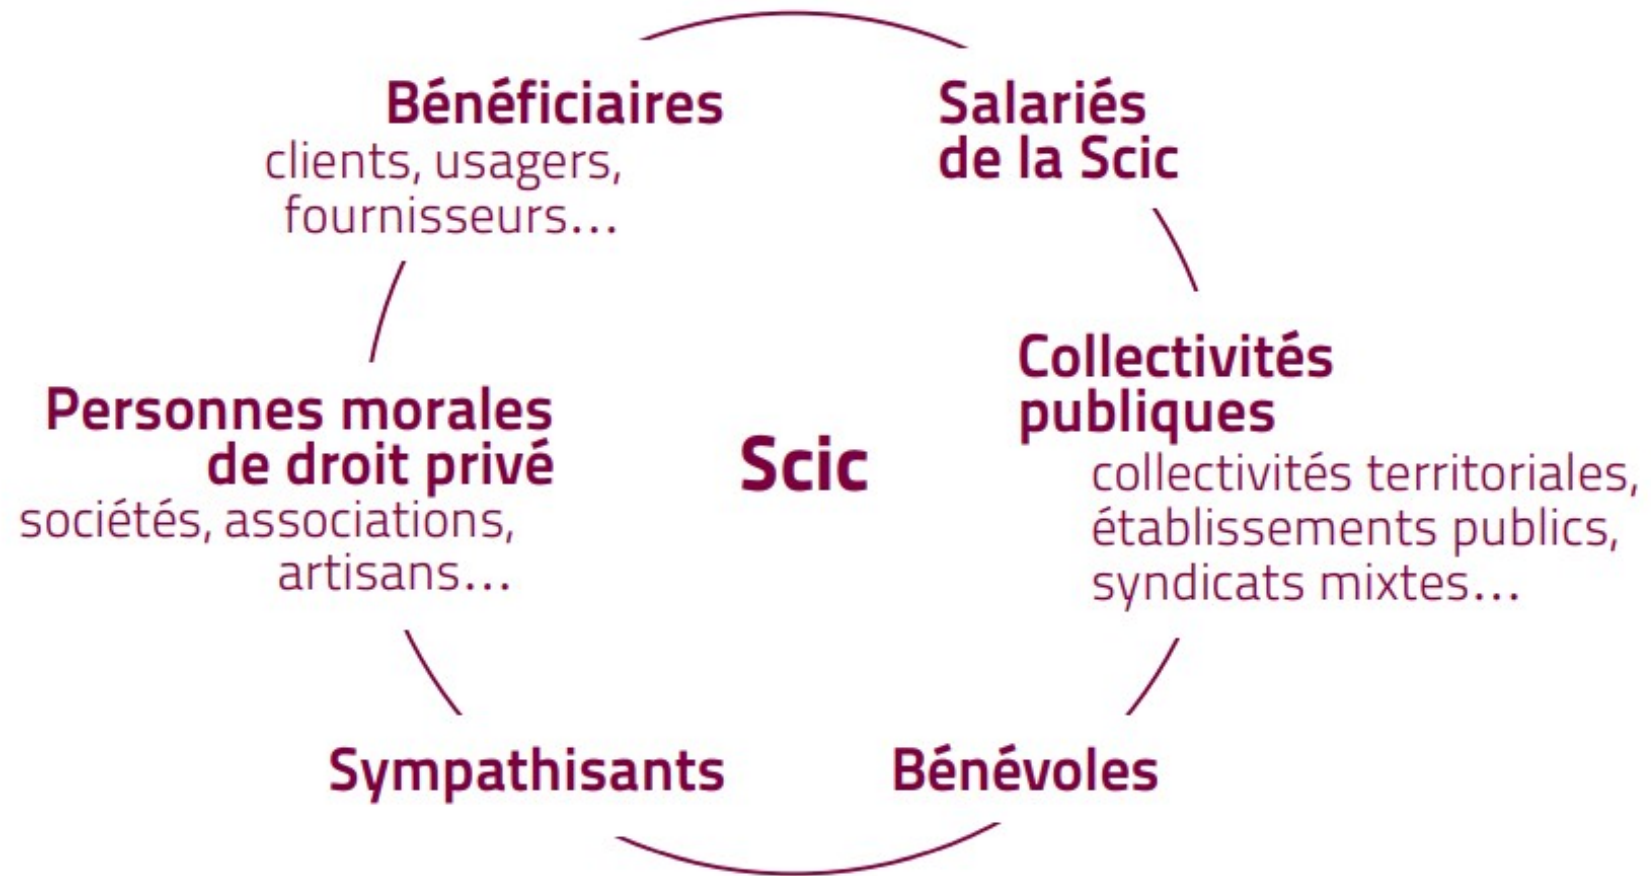 Bénéficiaires
clients, usagers,
fournisseurs...
Salariés
de la Scic
Personnes morales
de droit privé
sociétés, associations,
artisans...
Scic
Collectivités
publiques
collectivités territoriales,
établissements publics,
syndicats mixtes...
Sympathisants
Bénévoles